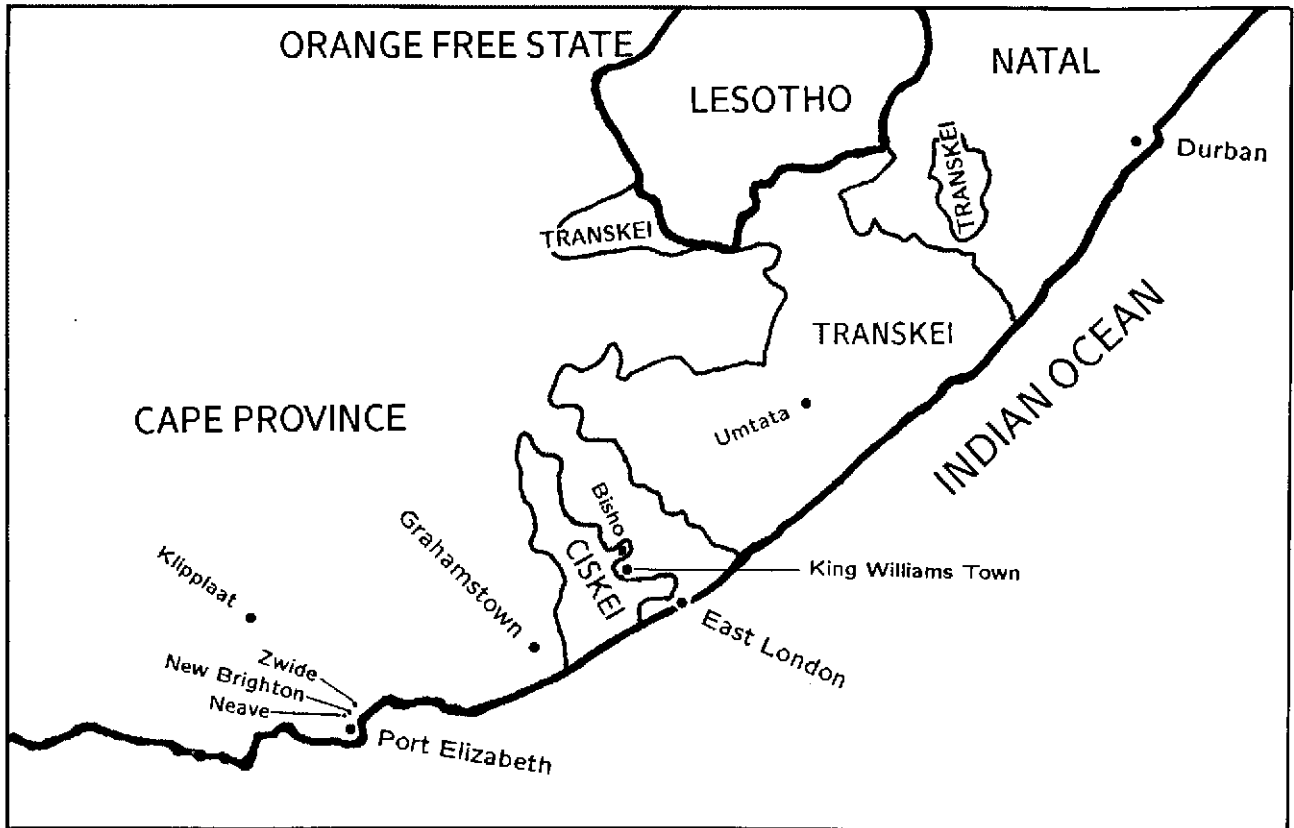 ORANGE FREE STATE
NATAL
LESOTHO
TRANSKEI
Durban
TRANSKEI
TRANSKEI
INDIAN OCEAN
CAPE PROVINCE
Umtata
Bisho
Grahamstown
CISKEI
Klipplaat
King Williams Town
East London
Zwide
New Brighton
Neave
Port Elizabeth